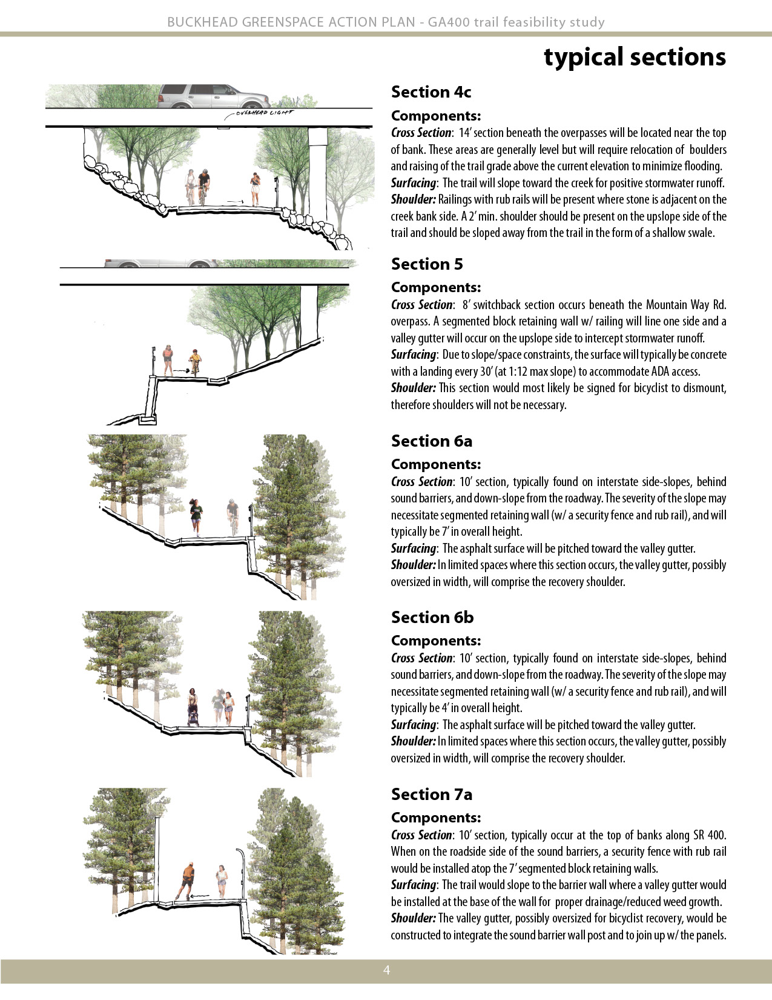 BUCKHEAD GREENSPACE ACTION PLAN - GA400 trail feasibility study
typical sections
OVERHEAD LIGHT
Section 4c
Components:
Cross Section:  14’ section beneath the overpasses will be located near the top
of bank. These areas are generally level but will require relocation of  boulders
and raising of the trail grade above the current elevation to minimize flooding.
Surfacing:  The trail will slope toward the creek for positive stormwater runoff.
Shoulder: Railings with rub rails will be present where stone is adjacent on the
creek bank side. A 2’ min. shoulder should be present on the upslope side of the
trail and should be sloped away from the trail in the form of a shallow swale.
Section 5
Components:
Cross Section:  8’ switchback section occurs beneath the Mountain Way Rd.
overpass. A segmented block retaining wall w/ railing will line one side and a
valley gutter will occur on the upslope side to intercept stormwater runoff.
Surfacing:  Due to slope/space constraints, the surface will typically be concrete
with a landing every 30’ (at 1:12 max slope) to accommodate ADA access.
Shoulder: This section would most likely be signed for bicyclist to dismount,
therefore shoulders will not be necessary.
Section 6a
Components:
Cross Section: 10’ section, typically found on interstate side-slopes, behind
sound barriers, and down-slope from the roadway. The severity of the slope may
necessitate segmented retaining wall (w/ a security fence and rub rail), and will
typically be 7’ in overall height.
Surfacing:  The asphalt surface will be pitched toward the valley gutter.
Shoulder: In limited spaces where this section occurs, the valley gutter, possibly
oversized in width, will comprise the recovery shoulder.
Section 6b
Components:
Cross Section: 10’ section, typically found on interstate side-slopes, behind
sound barriers, and down-slope from the roadway. The severity of the slope may
necessitate segmented retaining wall (w/ a security fence and rub rail), and will
typically be 4’ in overall height.
Surfacing:  The asphalt surface will be pitched toward the valley gutter.
Shoulder: In limited spaces where this section occurs, the valley gutter, possibly
oversized in width, will comprise the recovery shoulder.
Section 7a
Components:
Cross Section: 10’ section, typically occur at the top of banks along SR 400.
When on the roadside side of the sound barriers, a security fence with rub rail
would be installed atop the 7’ segmented block retaining walls.
Surfacing:  The trail would slope to the barrier wall where a valley gutter would
be installed at the base of the wall for  proper drainage/reduced weed growth.
Shoulder: The valley gutter, possibly oversized for bicyclist recovery, would be
constructed to integrate the sound barrier wall post and to join up w/ the panels.
4